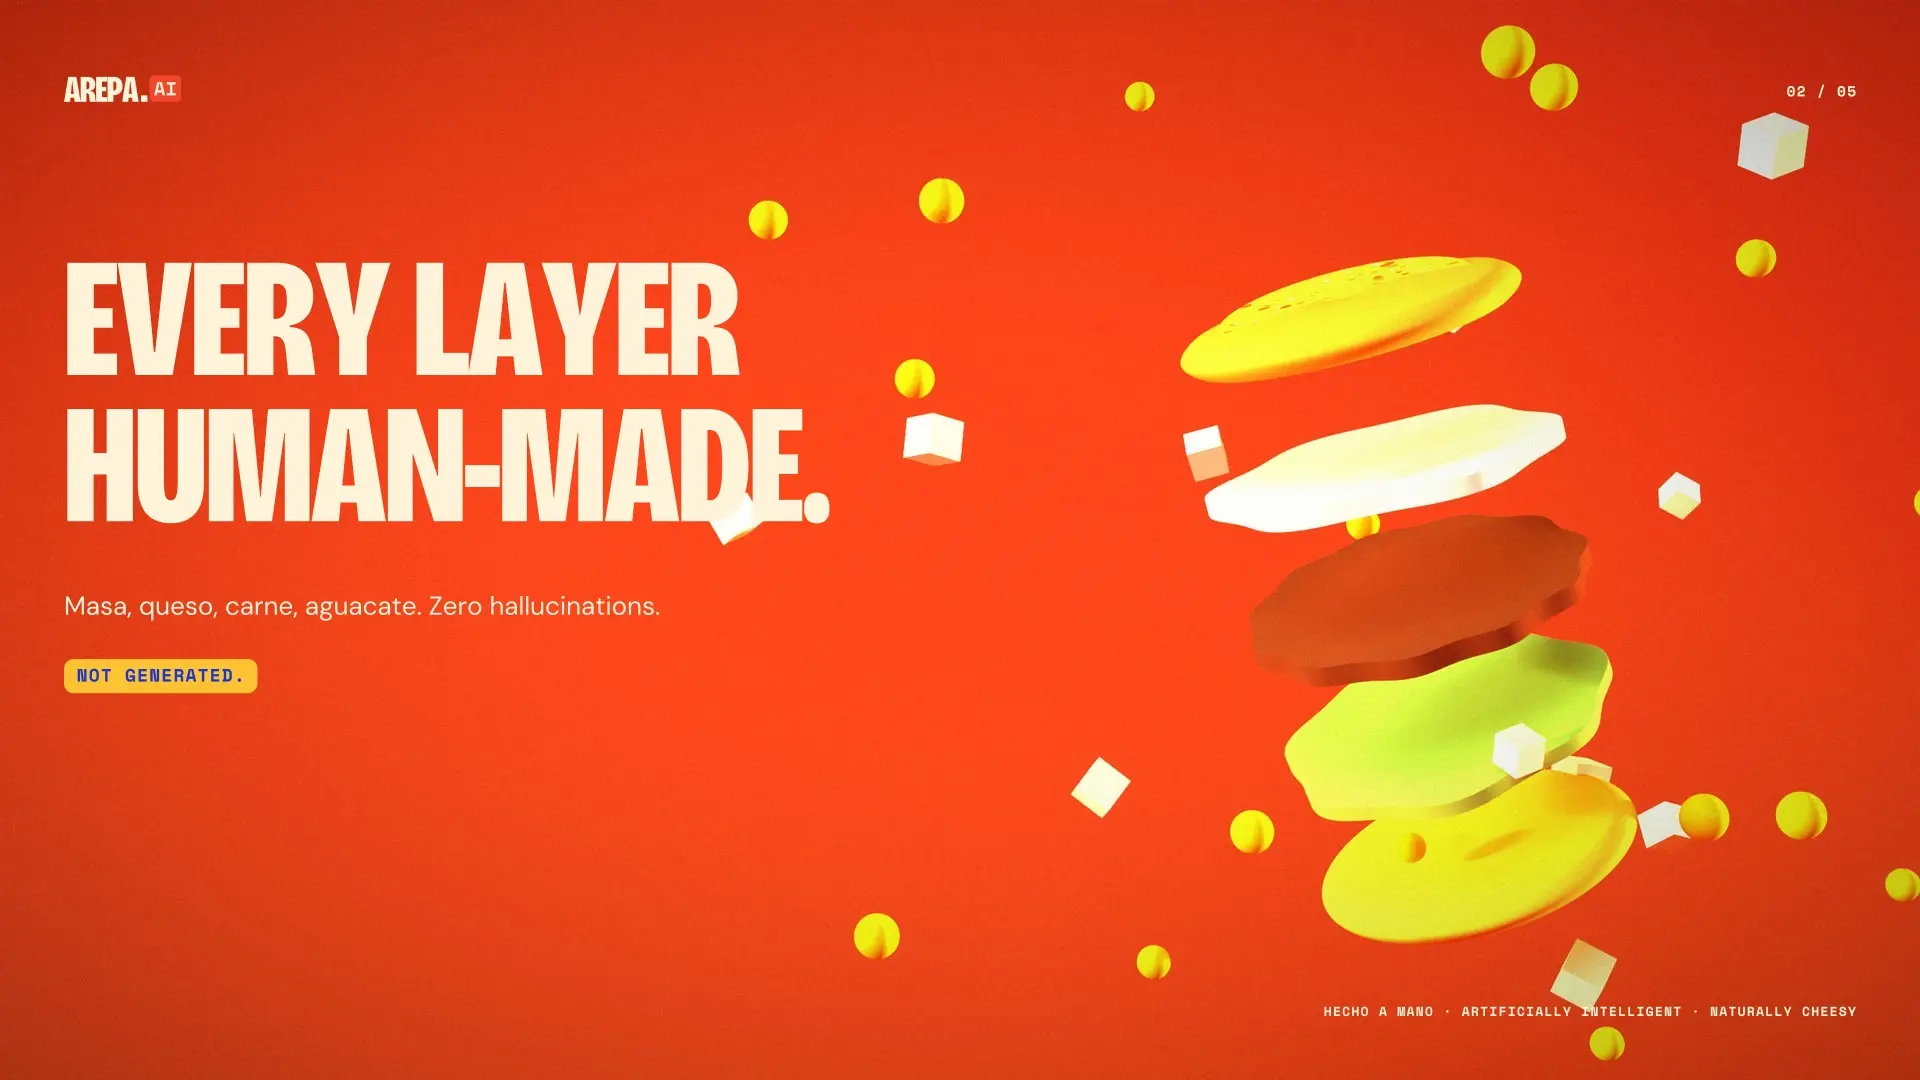 AREPA.AI
02 / 05
EVERY LAYER
HUMAN-MADE.
Masa, queso, carne, aguacate. Zero hallucinations.
NOT GENERATED.
HECHO A MANO · ARTIFICIALLY INTELLIGENT · NATURALLY CHEESY